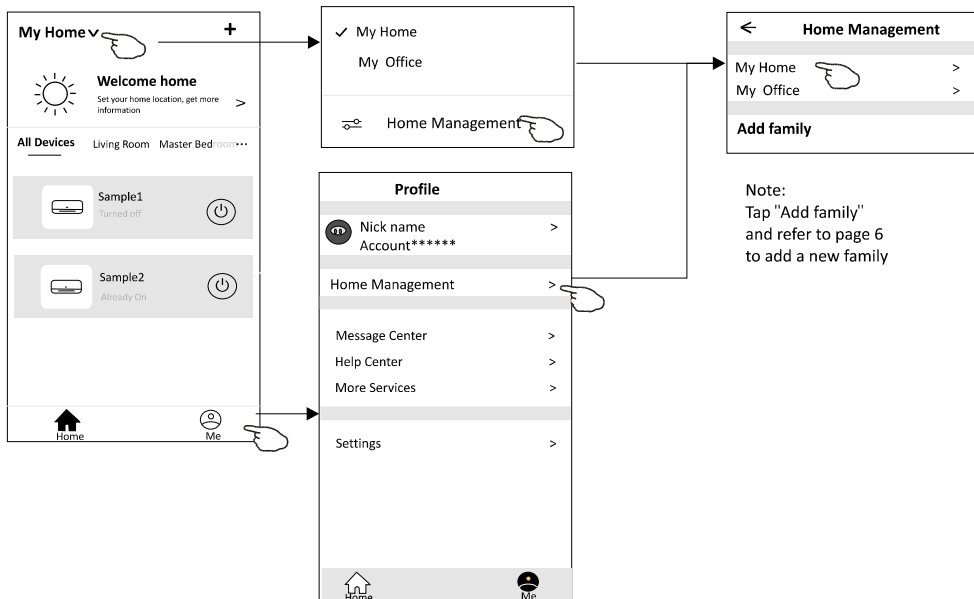 My Home
+
Welcome home
Set your home location, get more
information
>
All Devices Living Room Master Bedroom...
Sample1
Turned off
Sample2
Already On
Home
Me
✓ My Home
My Office
Home Management
Profile
Nick name >
Account******
Home Management >
Message Center >
Help Center >
More Services >
Settings >
Home
Me
Home Management
My Home >
My Office >
Add family
Note:
Tap "Add family"
and refer to page 6
to add a new family